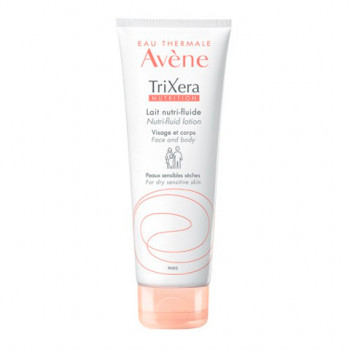 EAU THERMALE
Avène
TriXera
NUTRITION
Lait nutri-fluide
Nutri-fluid lotion
Visage et corps
Face and body
Peaux sensibles sèches
For dry sensitive skin
PARIS